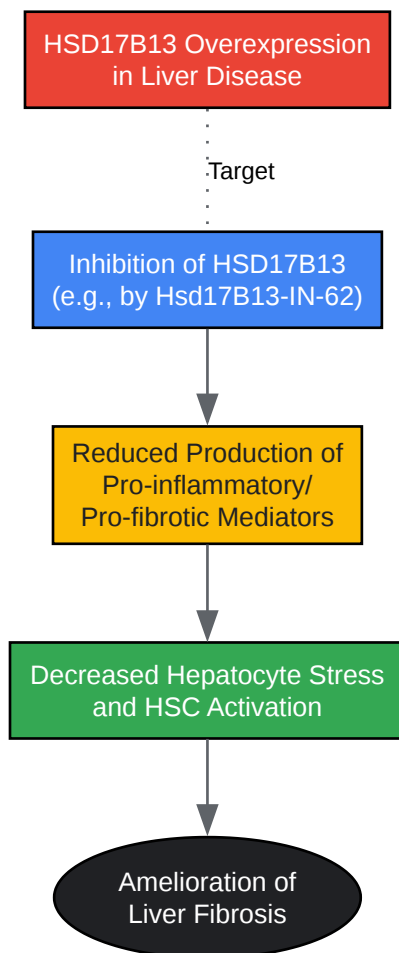 HSD17B13 Overexpression
in Liver Disease
Target
Inhibition of HSD17B13
(e.g., by Hsd17B13-IN-62)
Reduced Production of
Pro-inflammatory/
Pro-fibrotic Mediators
Decreased Hepatocyte Stress
and HSC Activation
Amelioration of
Liver Fibrosis